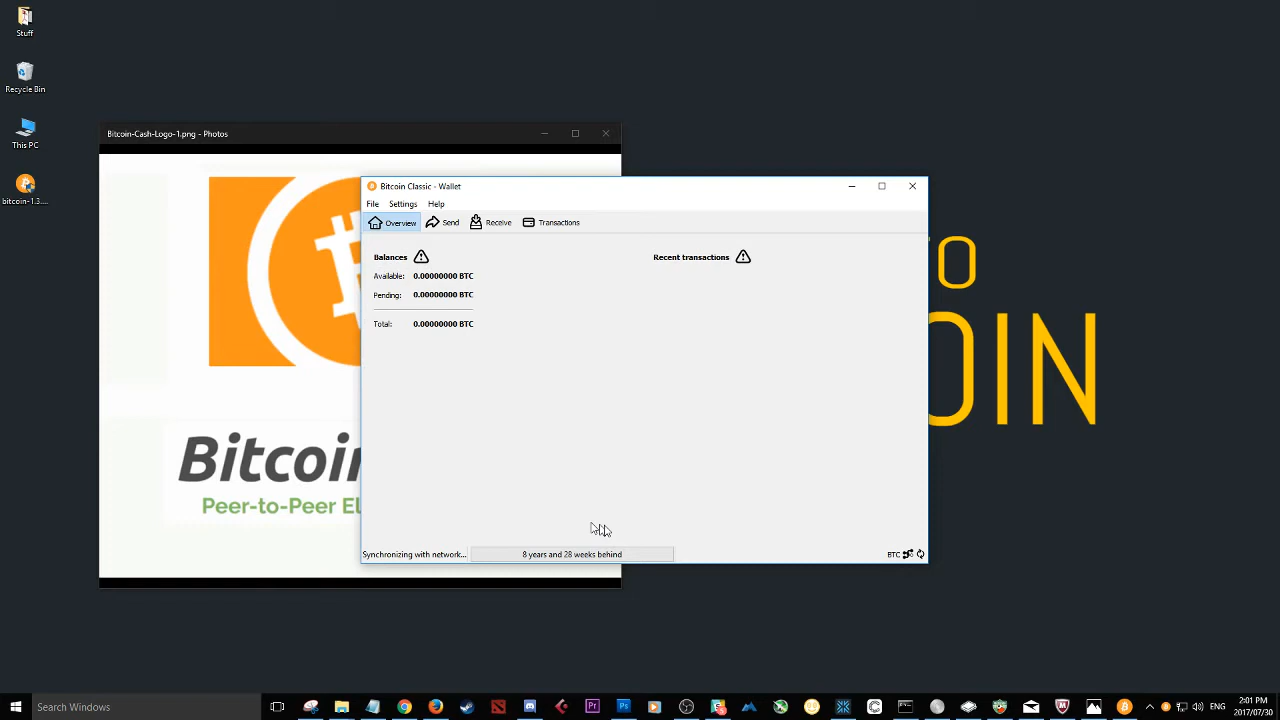 Stuff
Recycle Bin
This PC
bitcoin-1.3....
Bitcoin-Cash-Logo-1.png - Photos
Bitcoin
Peer-to-Peer El
Bitcoin Classic - Wallet
File Settings Help
Overview Send Receive Transactions
Balances
Available: 0.00000000 BTC
Pending: 0.00000000 BTC
Total: 0.00000000 BTC
Recent transactions
Synchronizing with network... 8 years and 28 weeks behind BTC
TO
OIN
Search Windows
ENG
2:01 PM
2017/07/30